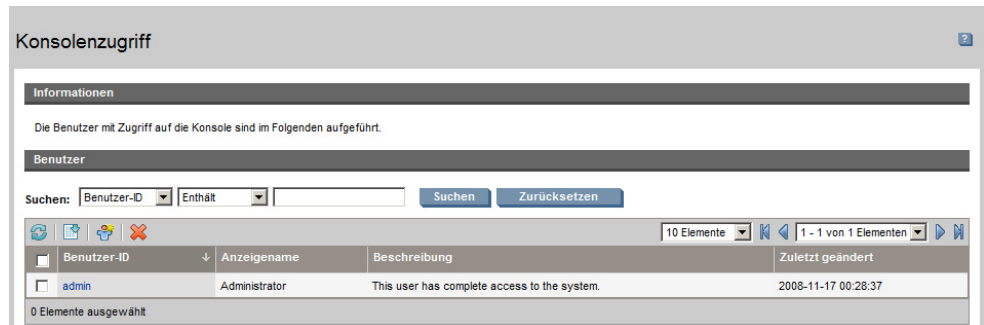 Konsolenzugriff
?
Informationen
Die Benutzer mit Zugriff auf die Konsole sind im Folgenden aufgeführt.
Benutzer
Suchen: Benutzer-ID Enthält Suchen Zurücksetzen
10 Elemente 1 - 1 von 1 Elementen
Benutzer-ID Anzeigename Beschreibung Zuletzt geändert
admin Administrator This user has complete access to the system. 2008-11-17 00:28:37
0 Elemente ausgewählt